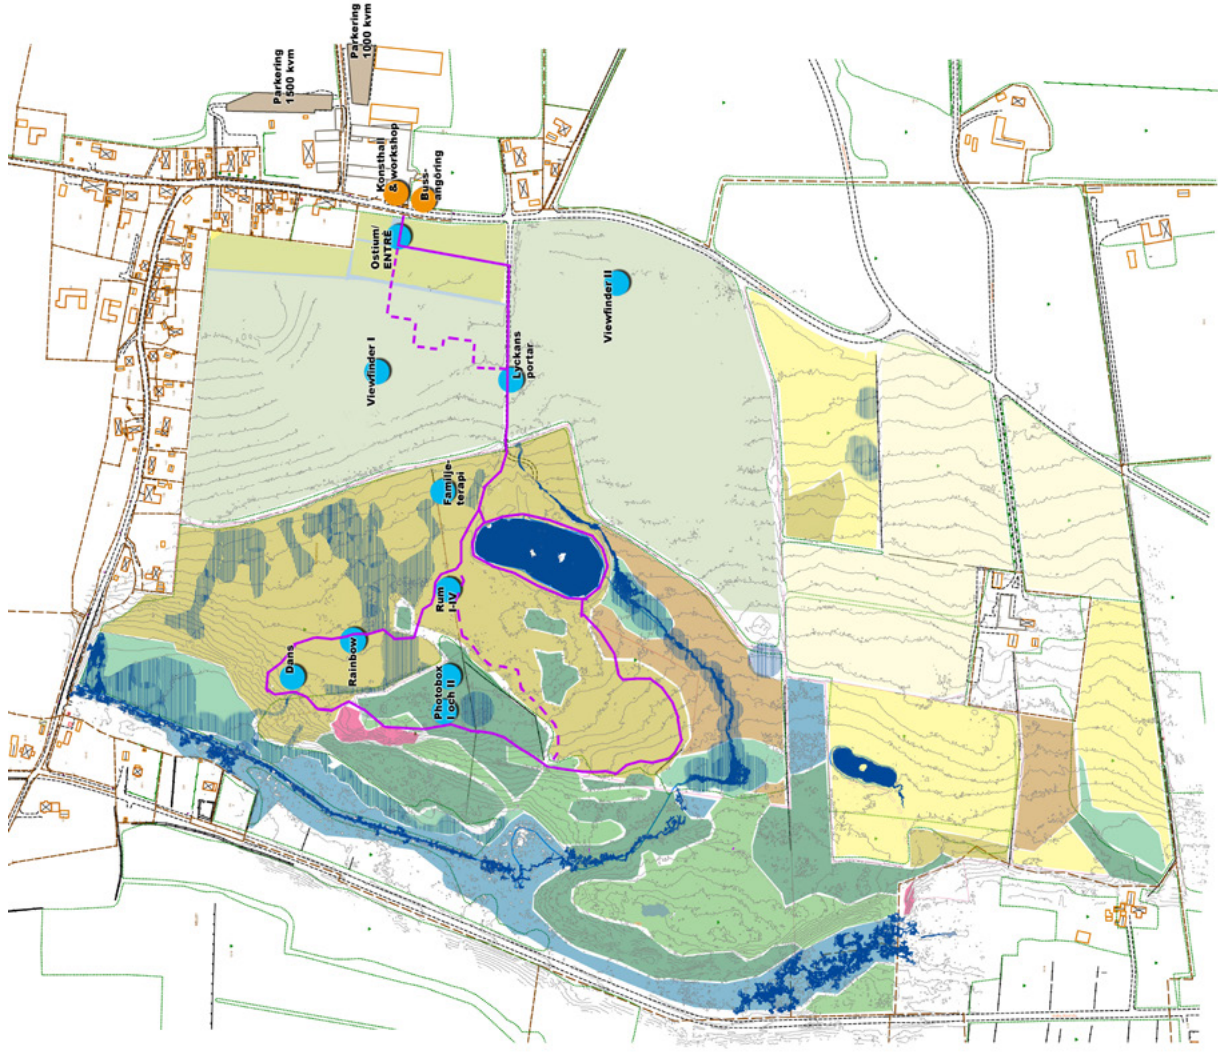 Parkering
1500 kvm
Parkering
1000 kvm
Konsthall
& workshop
Buss-
angöring
Ostium/
ENTRÉ
Viewfinder I
Viewfinder II
Lyckans
portar
Familje-
terapi
Rum
I-IV
Rainbow
Dans
Photobox
I och II